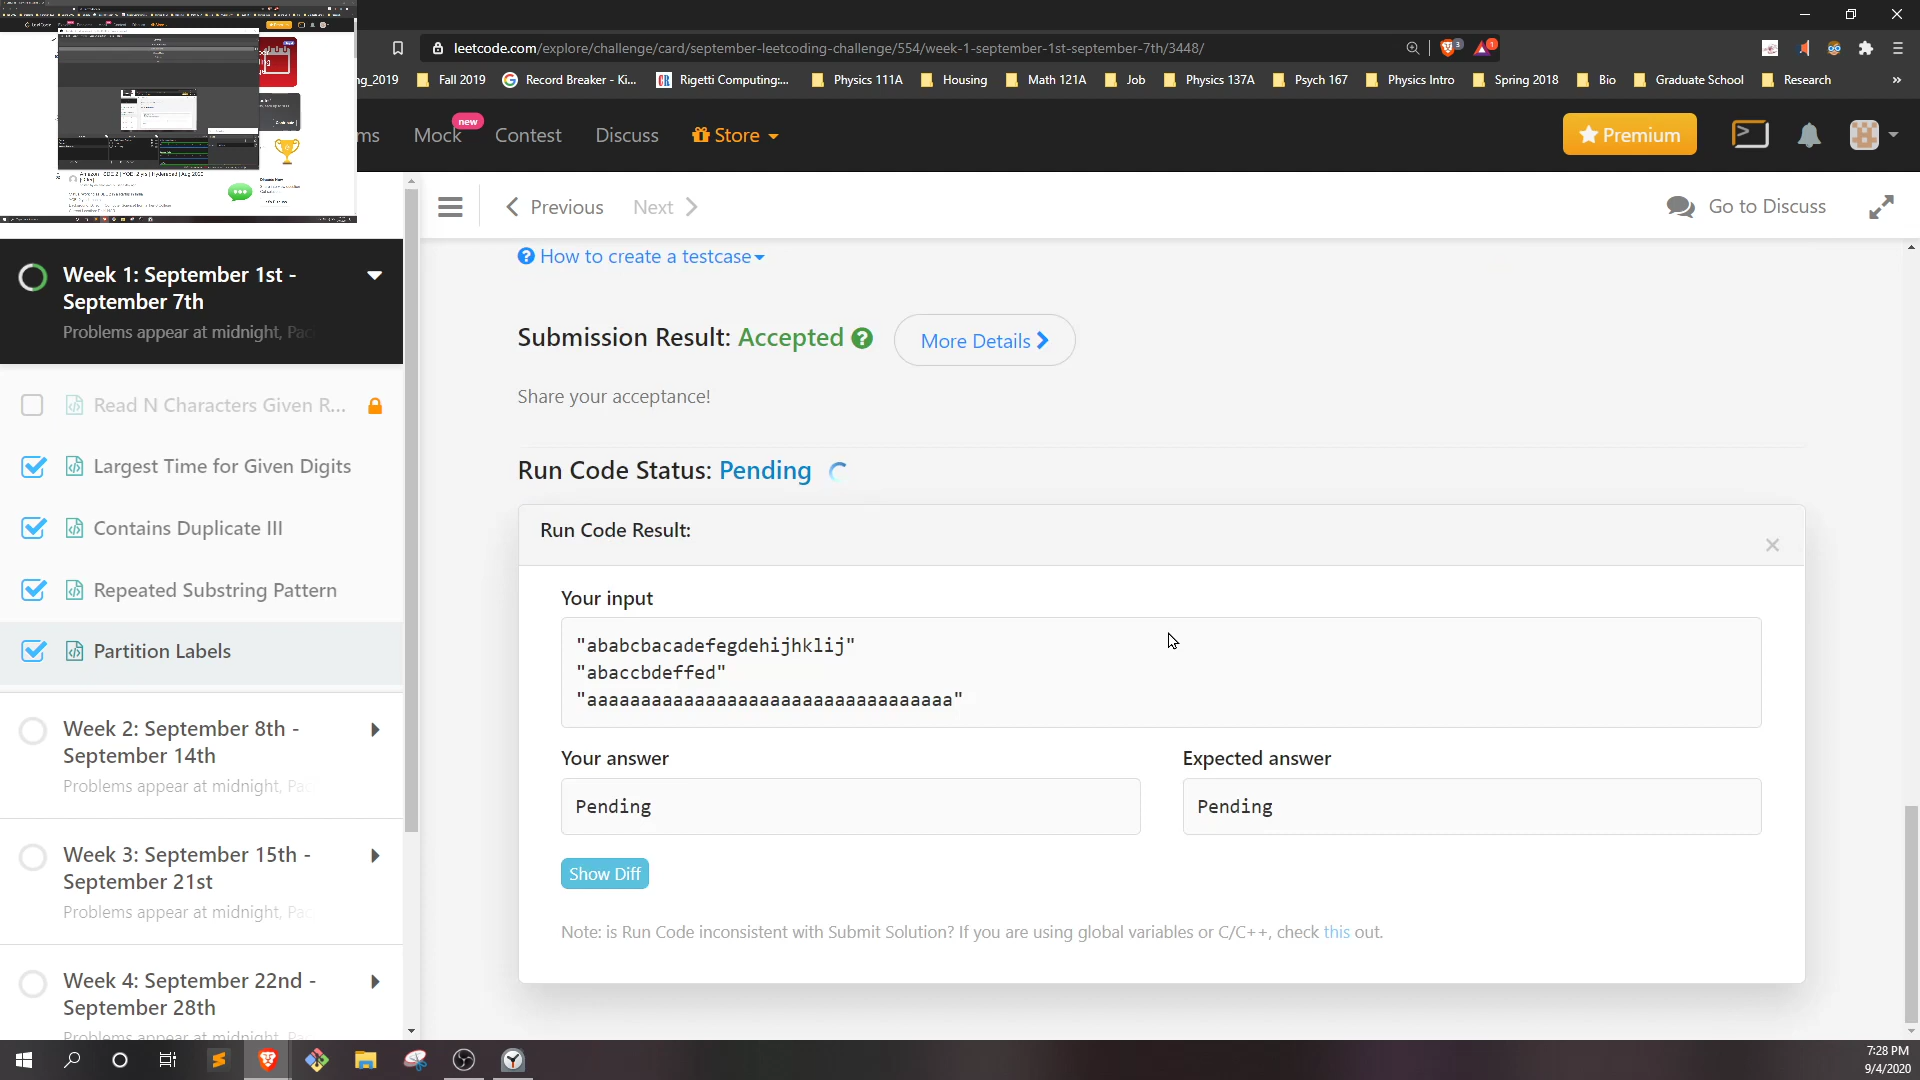 leetcode.com/explore/challenge/card/september-leetcoding-challenge/554/week-1-september-1st-september-7th/3448/
3
1
g_2019 Fall 2019 Record Breaker - Ki... Rigetti Computing:... Physics 111A Housing Math 121A Job Physics 137A Psych 167 Physics Intro Spring 2018 Bio Graduate School Research »
ms Mock new Contest Discuss Store Premium
Previous Next Go to Discuss
How to create a testcase
Week 1: September 1st -
September 7th
Problems appear at midnight, Pac
Read N Characters Given R...
Largest Time for Given Digits
Contains Duplicate III
Repeated Substring Pattern
Partition Labels
Week 2: September 8th -
September 14th
Problems appear at midnight, Pac
Week 3: September 15th -
September 21st
Problems appear at midnight, Pac
Week 4: September 22nd -
September 28th
Problems appear at midnight, Pac
Submission Result: Accepted More Details
Share your acceptance!
Run Code Status: Pending
Run Code Result:
Your input
"ababcbacadefegdehijhklij"
"abaccbdeffed"
"aaaaaaaaaaaaaaaaaaaaaaaaaaaaaaaaaa"
Your answer Expected answer
Pending Pending
Show Diff
Note: is Run Code inconsistent with Submit Solution? If you are using global variables or C/C++, check this out.
7:28 PM
9/4/2020